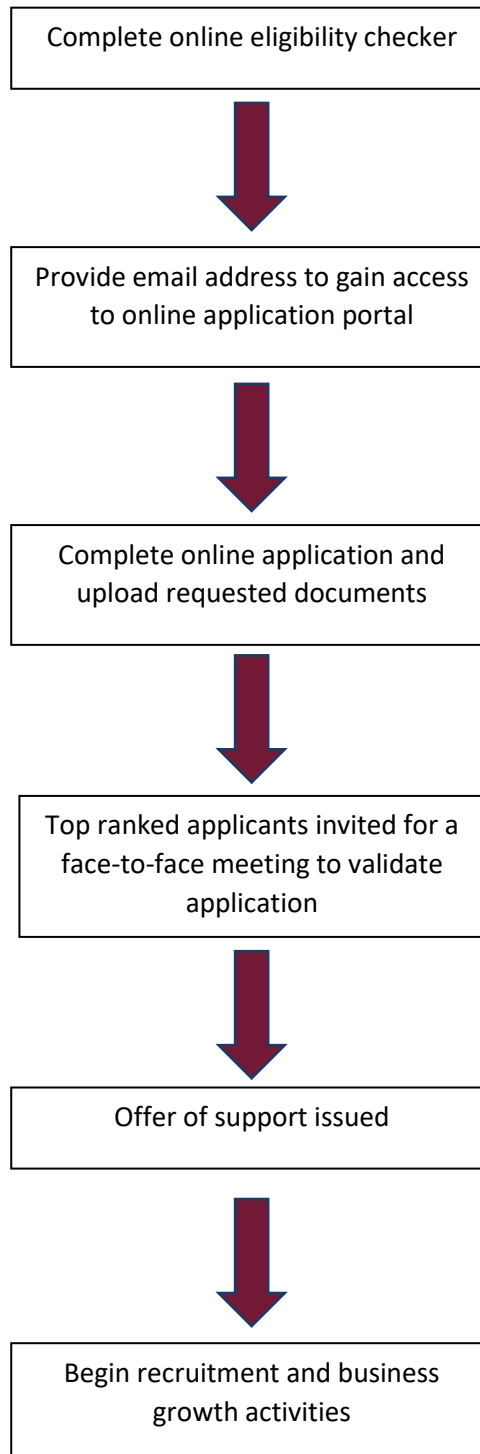 Complete online eligibility checker
Provide email address to gain access
to online application portal
Complete online application and
upload requested documents
Top ranked applicants invited for a
face-to-face meeting to validate
application
Offer of support issued
Begin recruitment and business
growth activities